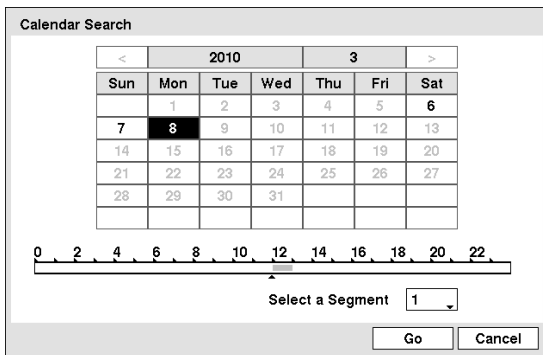 Calendar Search
< 2010 3 >
Sun Mon Tue Wed Thu Fri Sat
1 2 3 4 5 6
7 8 9 10 11 12 13
14 15 16 17 18 19 20
21 22 23 24 25 26 27
28 29 30 31
0 2 4 6 8 10 12 14 16 18 20 22
Select a Segment 1
Go Cancel